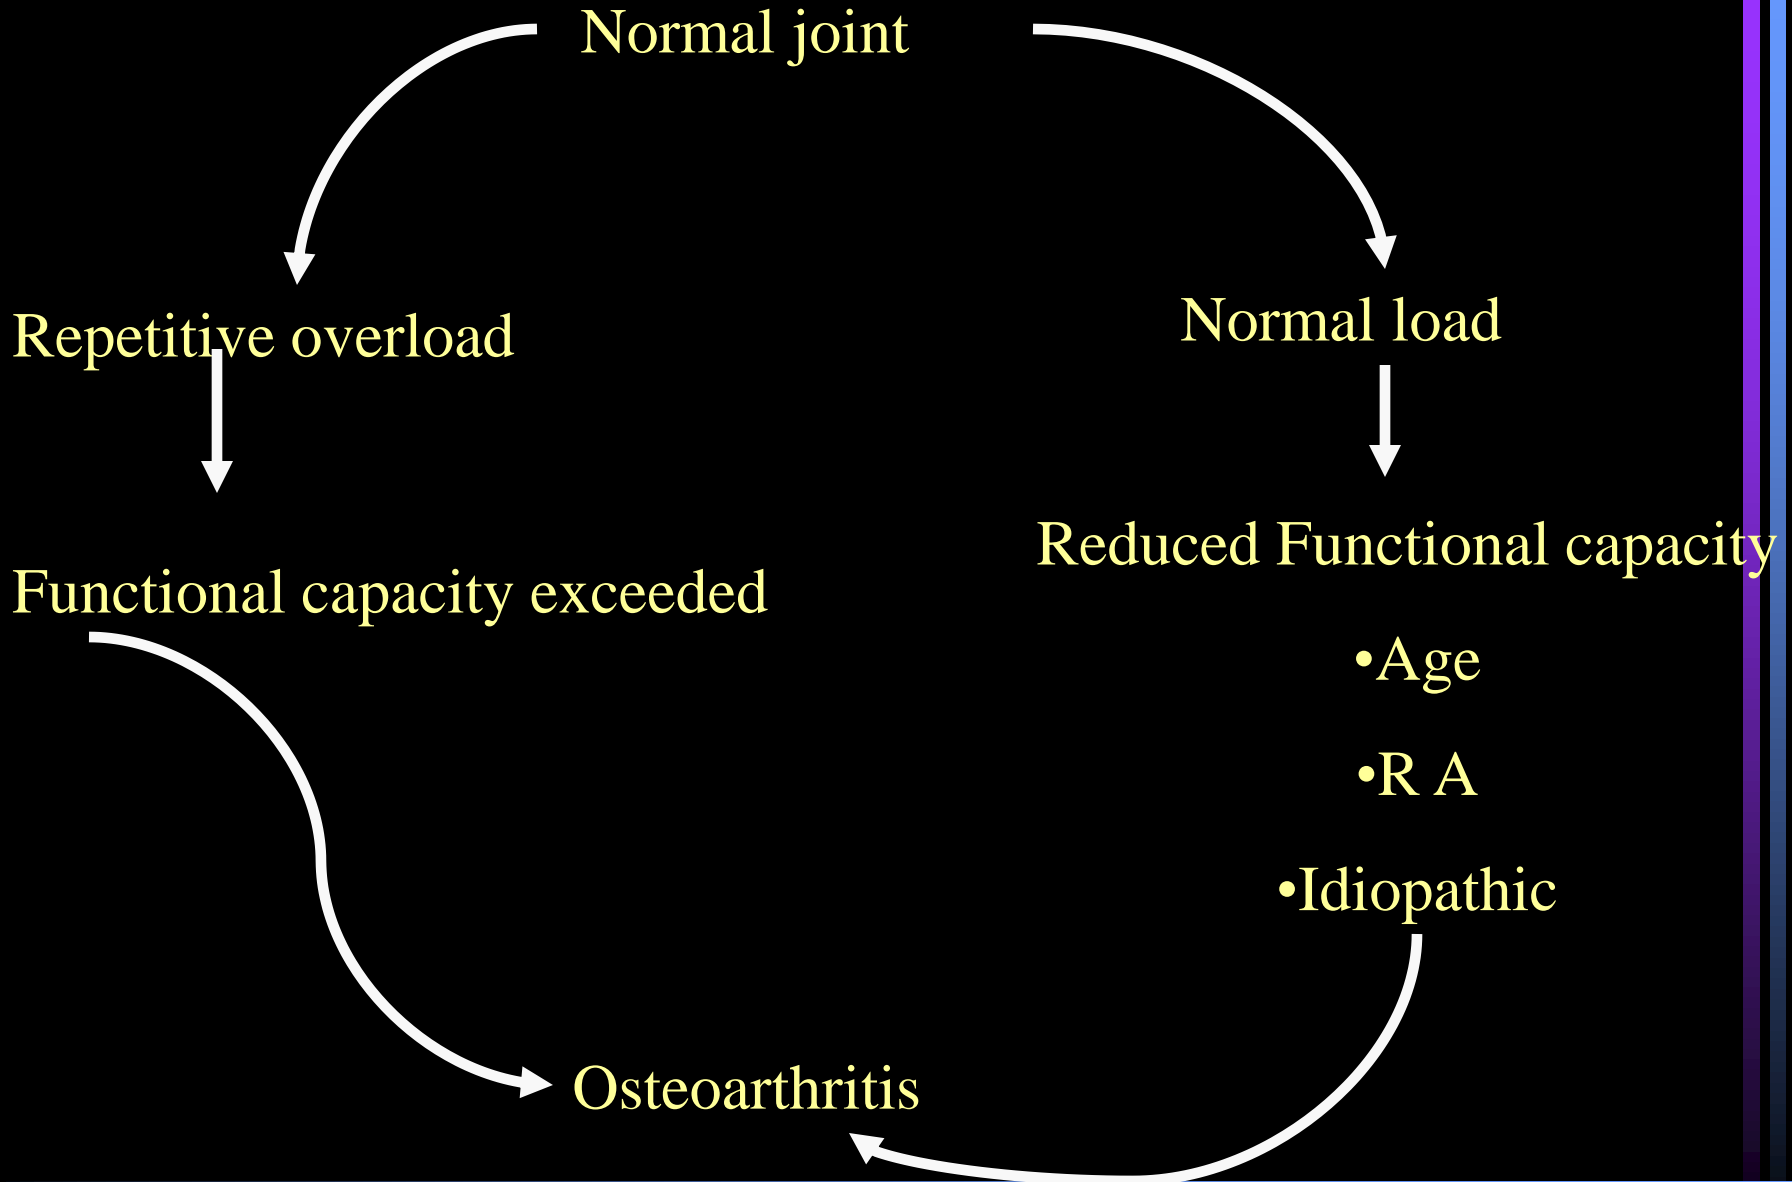 Normal joint
Repetitive overload
Normal load
Functional capacity exceeded
Reduced Functional capacity
•Age
•R A
•Idiopathic
Osteoarthritis